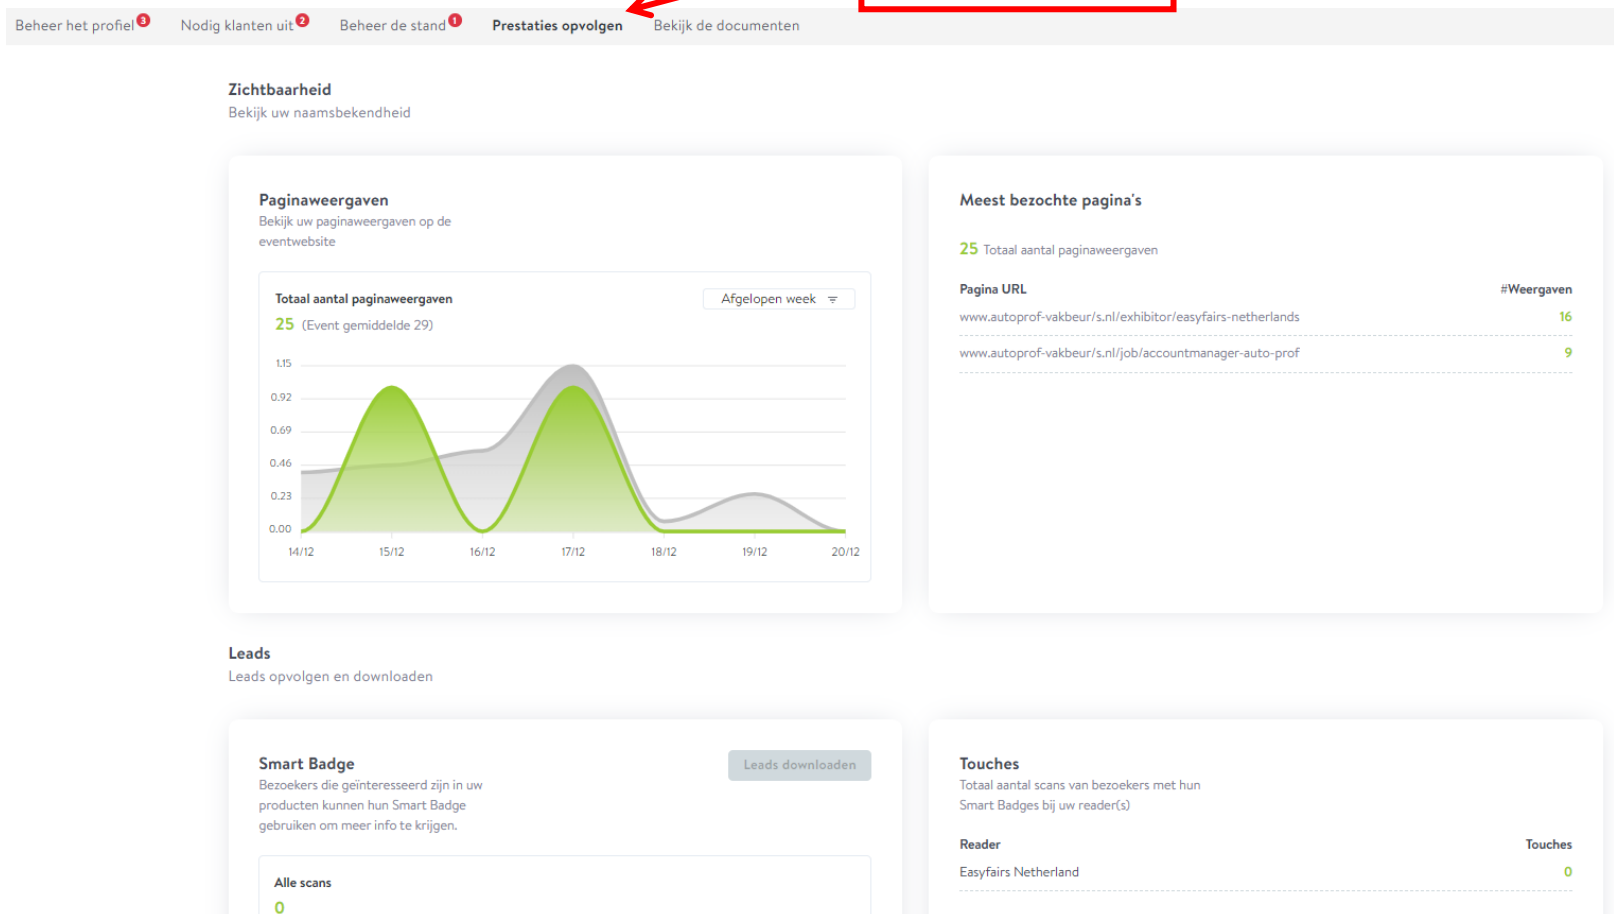 Beheer het profiel 3 Nodig klanten uit 2 Beheer de stand 1 Prestaties opvolgen Bekijk de documenten
Zichtbaarheid
Bekijk uw naamsbekendheid
Paginaweergaven
Bekijk uw paginaweergaven op de
eventwebsite
Totaal aantal paginaweergaven
Afgelopen week
25 (Event gemiddelde 29)
1.15
0.92
0.69
0.46
0.23
0.00
14/12 15/12 16/12 17/12 18/12 19/12 20/12
Meest bezochte pagina's
25 Totaal aantal paginaweergaven
Pagina URL #Weergaven
www.autoprof-vakbeur/s.nl/exhibitor/easyfairs-netherlands 16
www.autoprof-vakbeur/s.nl/job/accountmanager-auto-prof 9
Leads
Leads opvolgen en downloaden
Smart Badge
Leads downloaden
Bezoekers die geïnteresseerd zijn in uw
producten kunnen hun Smart Badge
gebruiken om meer info te krijgen.
Alle scans
0
Touches
Totaal aantal scans van bezoekers met hun
Smart Badges bij uw reader(s)
Reader Touches
Easyfairs Netherland 0